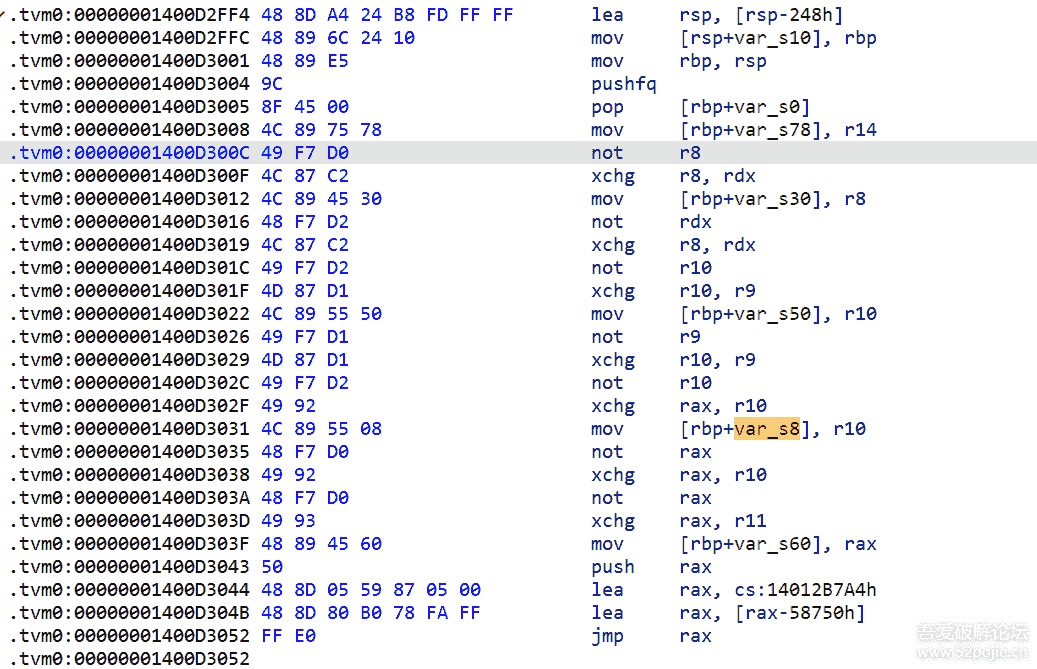 .tvm0:00000001400D2FF4 48 8D A4 24 B8 FD FF FF lea rsp, [rsp-248h]
.tvm0:00000001400D2FFC 48 89 6C 24 10 mov [rsp+var_s10], rbp
.tvm0:00000001400D3001 48 89 E5 mov rbp, rsp
.tvm0:00000001400D3004 9C pushfq
.tvm0:00000001400D3005 8F 45 00 pop [rbp+var_s0]
.tvm0:00000001400D3008 4C 89 75 78 mov [rbp+var_s78], r14
.tvm0:00000001400D300C 49 F7 D0 not r8
.tvm0:00000001400D300F 4C 87 C2 xchg r8, rdx
.tvm0:00000001400D3012 4C 89 45 30 mov [rbp+var_s30], r8
.tvm0:00000001400D3016 48 F7 D2 not rdx
.tvm0:00000001400D3019 4C 87 C2 xchg r8, rdx
.tvm0:00000001400D301C 49 F7 D2 not r10
.tvm0:00000001400D301F 4D 87 D1 xchg r10, r9
.tvm0:00000001400D3022 4C 89 55 50 mov [rbp+var_s50], r10
.tvm0:00000001400D3026 49 F7 D1 not r9
.tvm0:00000001400D3029 4D 87 D1 xchg r10, r9
.tvm0:00000001400D302C 49 F7 D2 not r10
.tvm0:00000001400D302F 49 92 xchg rax, r10
.tvm0:00000001400D3031 4C 89 55 08 mov [rbp+var_s8], r10
.tvm0:00000001400D3035 48 F7 D0 not rax
.tvm0:00000001400D3038 49 92 xchg rax, r10
.tvm0:00000001400D303A 48 F7 D0 not rax
.tvm0:00000001400D303D 49 93 xchg rax, r11
.tvm0:00000001400D303F 48 89 45 60 mov [rbp+var_s60], rax
.tvm0:00000001400D3043 50 push rax
.tvm0:00000001400D3044 48 8D 05 59 87 05 00 lea rax, cs:14012B7A4h
.tvm0:00000001400D304B 48 8D 80 B0 78 FA FF lea rax, [rax-58750h]
.tvm0:00000001400D3052 FF E0 jmp rax
.tvm0:00000001400D3052
吾爱破解论坛
www.52pojie.cn